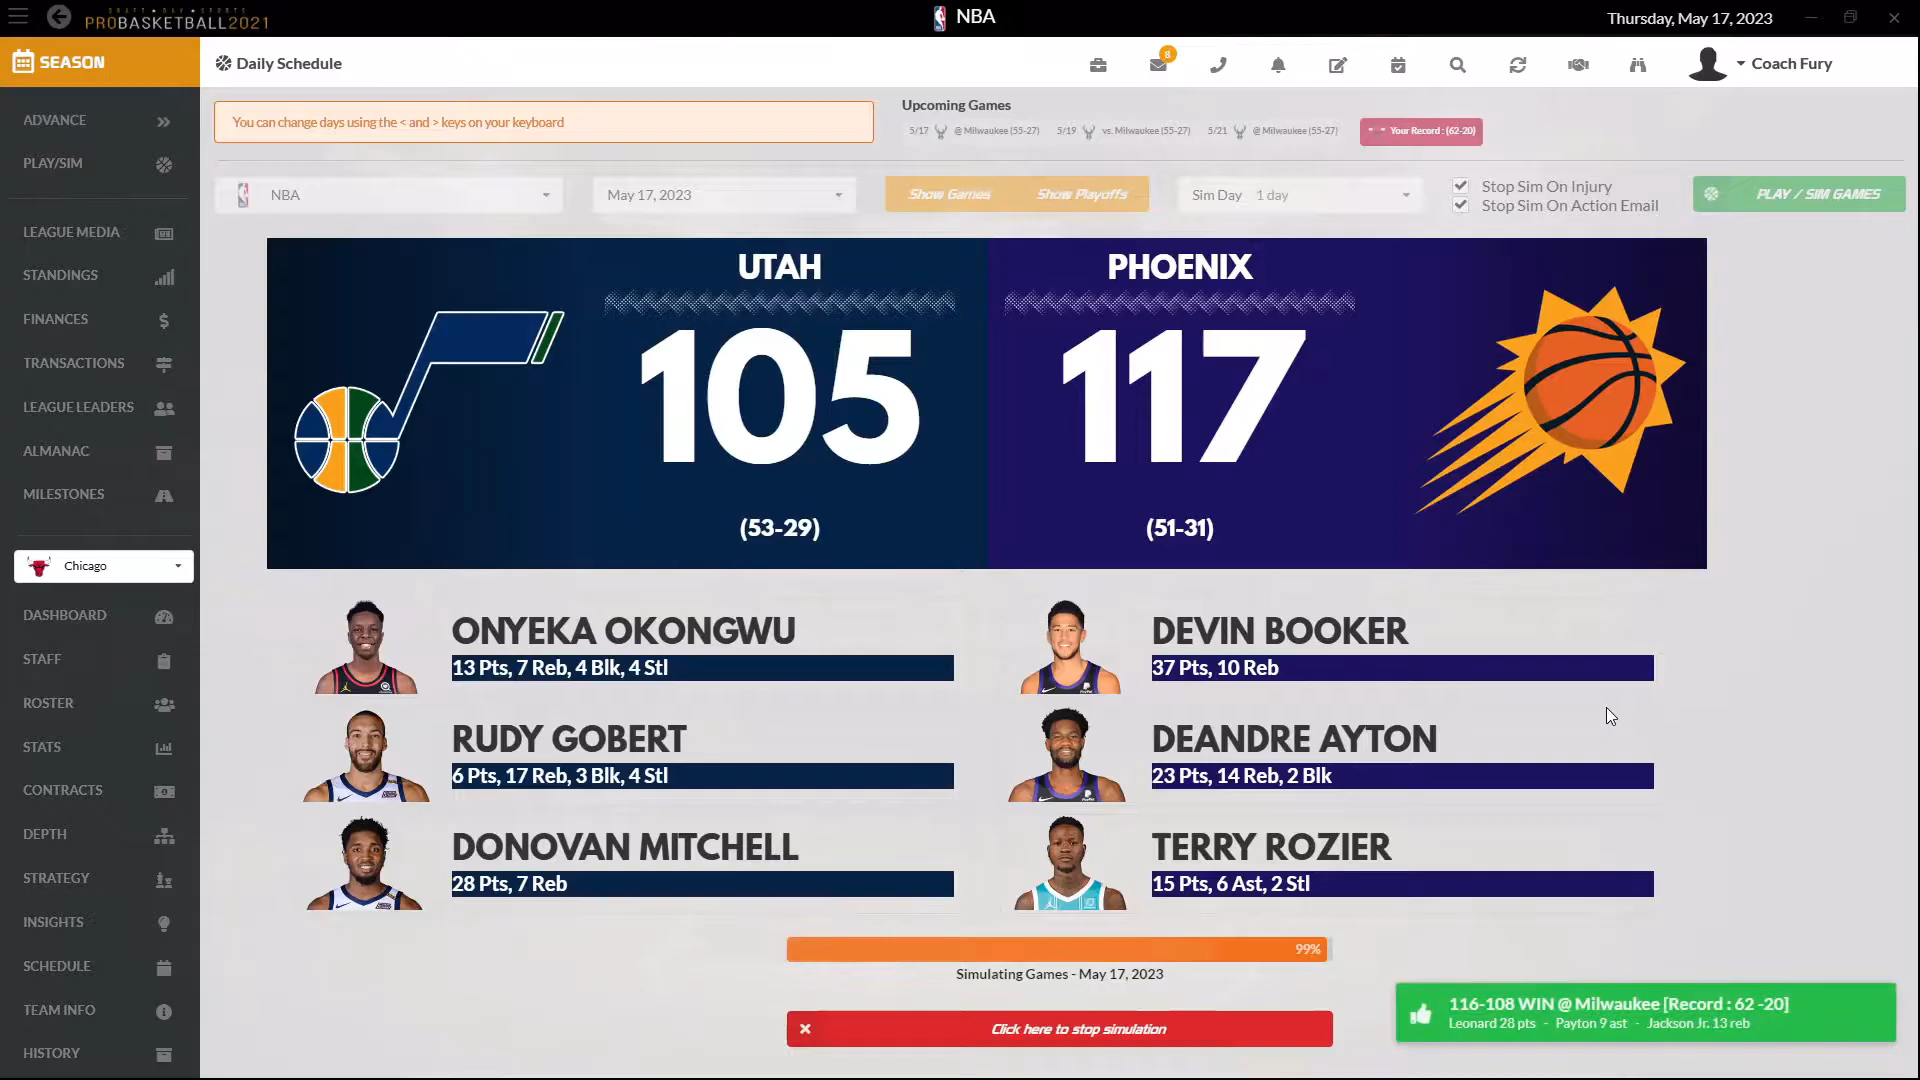 DRAFT DAY SPORTS
PROBASKETBALL2021
NBA
Thursday, May 17, 2023
SEASON
Daily Schedule
8
Coach Fury
ADVANCE
PLAY/SIM
LEAGUE MEDIA
STANDINGS
FINANCES
TRANSACTIONS
LEAGUE LEADERS
ALMANAC
MILESTONES
Chicago
DASHBOARD
STAFF
ROSTER
STATS
CONTRACTS
DEPTH
STRATEGY
INSIGHTS
SCHEDULE
TEAM INFO
HISTORY
You can change days using the < and > keys on your keyboard
Upcoming Games
5/17 @ Milwaukee (55-27) 5/19 vs. Milwaukee (55-27) 5/21 @ Milwaukee (55-27)
Your Record : (62-20)
NBA
May 17, 2023
Show Games Show Playoffs
Sim Day 1 day
Stop Sim On Injury
Stop Sim On Action Email
PLAY / SIM GAMES
UTAH
105
(53-29)
PHOENIX
117
(51-31)
ONYEKA OKONGWU
13 Pts, 7 Reb, 4 Blk, 4 Stl
RUDY GOBERT
6 Pts, 17 Reb, 3 Blk, 4 Stl
DONOVAN MITCHELL
28 Pts, 7 Reb
DEVIN BOOKER
37 Pts, 10 Reb
DEANDRE AYTON
23 Pts, 14 Reb, 2 Blk
TERRY ROZIER
15 Pts, 6 Ast, 2 Stl
99%
Simulating Games - May 17, 2023
Click here to stop simulation
116-108 WIN @ Milwaukee [Record : 62 -20]
Leonard 28 pts - Payton 9 ast - Jackson Jr. 13 reb